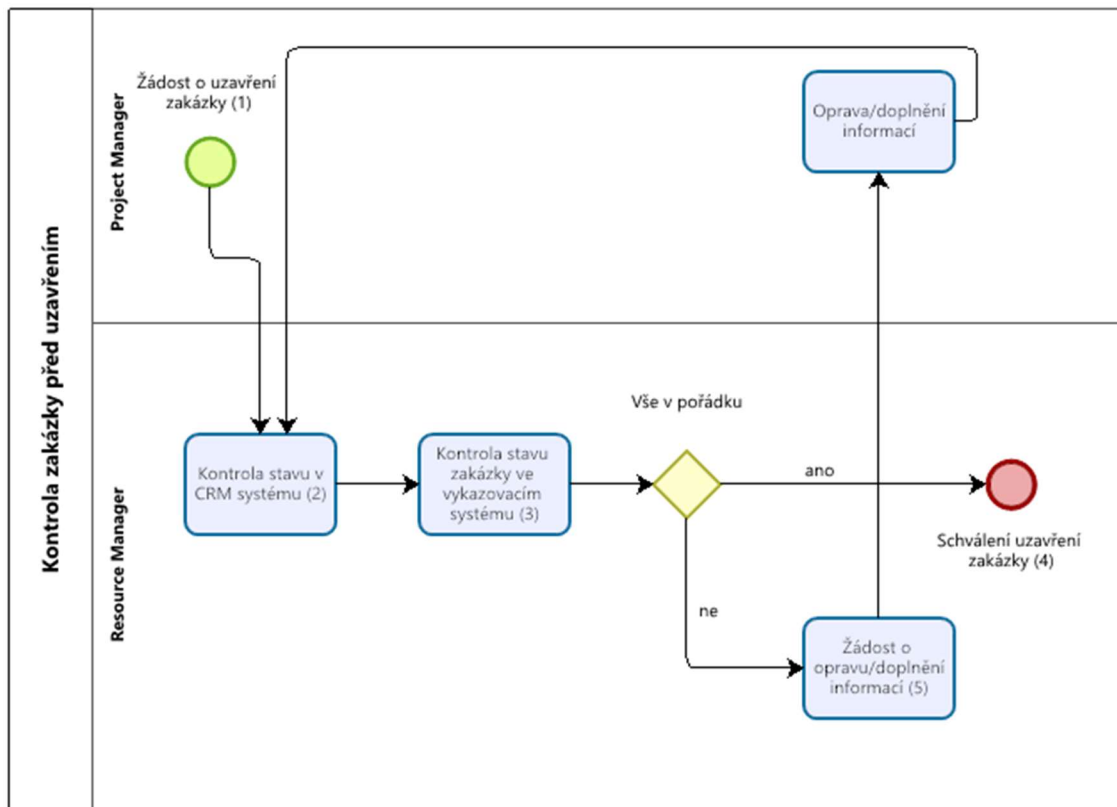 Kontrola zakázky před uzavřením
Project Manager
Žádost o uzavření
zakázky (1)
Oprava/doplnění
informací
Resource Manager
Kontrola stavu v
CRM systému (2)
Kontrola stavu
zakázky ve
vykazovacím
systému (3)
Vše v pořádku
ano
ne
Schválení uzavření
zakázky (4)
Žádost o
opravu/doplnění
informací (5)